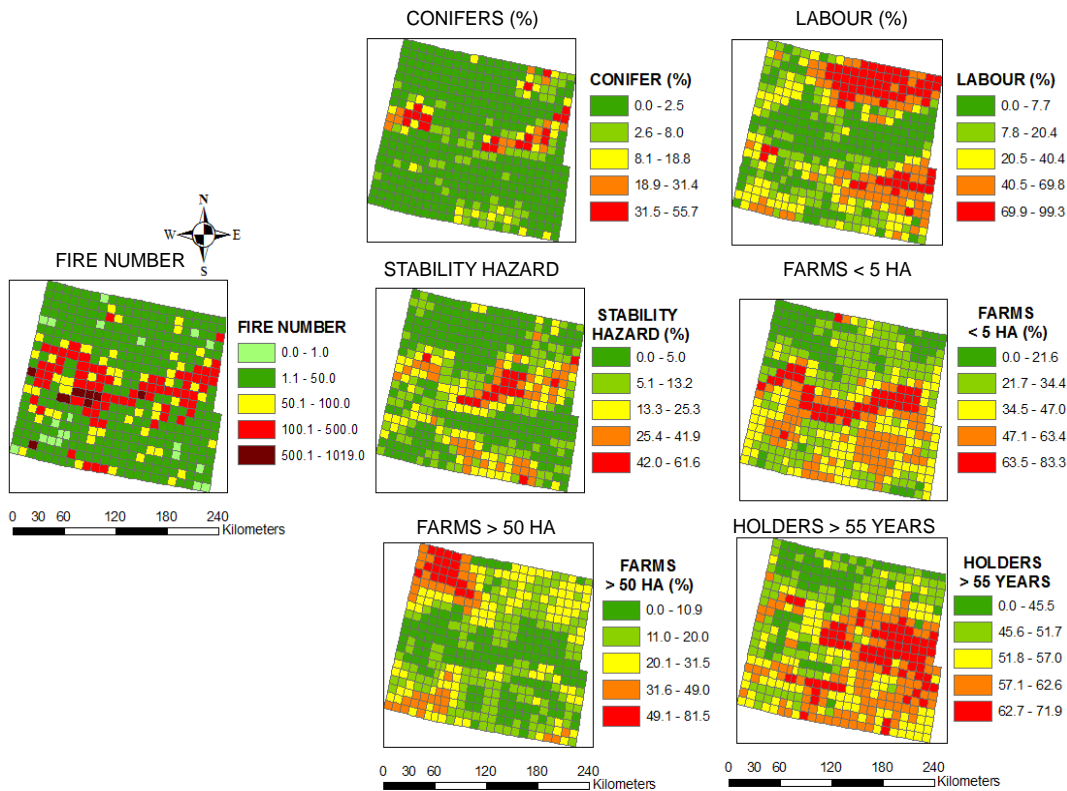 CONIFERS (%)
CONIFER (%)
0.0 - 2.5
2.6 - 8.0
8.1 - 18.8
18.9 - 31.4
31.5 - 55.7
LABOUR (%)
LABOUR (%)
0.0 - 7.7
7.8 - 20.4
20.5 - 40.4
40.5 - 69.8
69.9 - 99.3
N
W
E
S
FIRE NUMBER
FIRE NUMBER
0.0 - 1.0
1.1 - 50.0
50.1 - 100.0
100.1 - 500.0
500.1 - 1019.0
0 30 60 120 180 240
Kilometers
STABILITY HAZARD
STABILITY
HAZARD (%)
0.0 - 5.0
5.1 - 13.2
13.3 - 25.3
25.4 - 41.9
42.0 - 61.6
FARMS < 5 HA
FARMS
< 5 HA (%)
0.0 - 21.6
21.7 - 34.4
34.5 - 47.0
47.1 - 63.4
63.5 - 83.3
FARMS > 50 HA
FARMS
> 50 HA (%)
0.0 - 10.9
11.0 - 20.0
20.1 - 31.5
31.6 - 49.0
49.1 - 81.5
0 30 60 120 180 240
Kilometers
HOLDERS > 55 YEARS
HOLDERS
> 55 YEARS
0.0 - 45.5
45.6 - 51.7
51.8 - 57.0
57.1 - 62.6
62.7 - 71.9
0 30 60 120 180 240
Kilometers